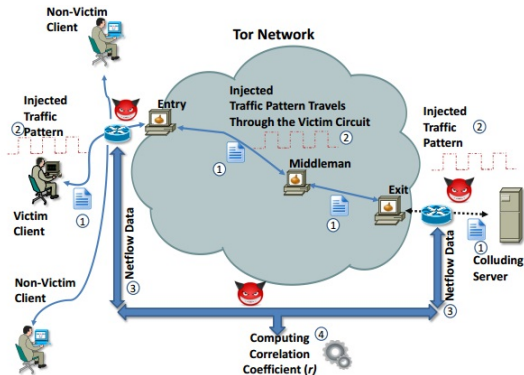 Non-Victim
Client
Tor Network
Injected
Traffic
Pattern
②
Entry
Injected
Traffic Pattern Travels
Through the Victim Circuit
②
Injected
Traffic
Pattern
②
①
Middleman
Victim
Client
①
①
Exit
①
Colluding
Server
Non-Victim
Client
Netflow Data
③
Netflow Data
③
Computing
Correlation
Coefficient (r)
④